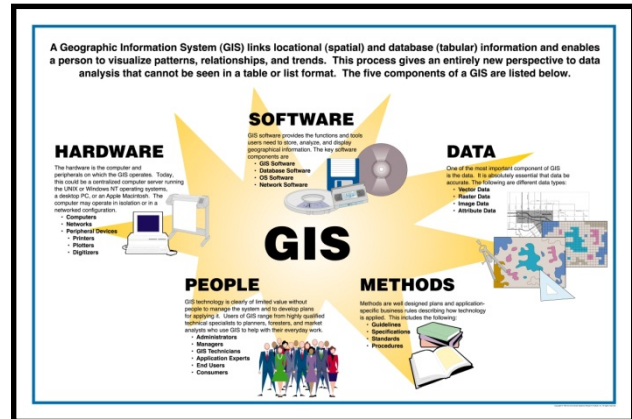 A Geographic Information System (GIS) links locational (spatial) and database (tabular) information and enables
a person to visualize patterns, relationships, and trends. This process gives an entirely new perspective to data
analysis that cannot be seen in a table or list format. The five components of a GIS are listed below.
SOFTWARE
GIS software provides the functions and tools
users need to store, analyze, and display
geographical information. The key software
components are
• GIS Software
• Database Software
• OS Software
• Network Software
HARDWARE
The hardware is the computer and
peripherals on which the GIS operates. Today,
this could be a centralized computer server running
the UNIX or Windows NT operating systems,
a desktop PC, or an Apple Macintosh. The
computer may operate in isolation or in a
networked configuration.
• Computers
• Networks
• Peripheral Devices
• Printers
• Plotters
• Digitizers
DATA
One of the most important component of GIS
is the data. It is absolutely essential that data be
accurate. The following are different data types:
• Vector Data
• Raster Data
• Image Data
• Attribute Data
GIS
PEOPLE
GIS technology is clearly of limited value without
people to manage the system and to develop plans
for applying it. Users of GIS range from highly qualified
technical specialists to planners, foresters, and market
analysts who use GIS to help with their everyday work.
• Administrators
• Managers
• GIS Technicians
• Application Experts
• End Users
• Consumers
METHODS
Methods are well designed plans and application-
specific business rules describing how technology
is applied. This includes the following:
• Guidelines
• Specifications
• Standards
• Procedures